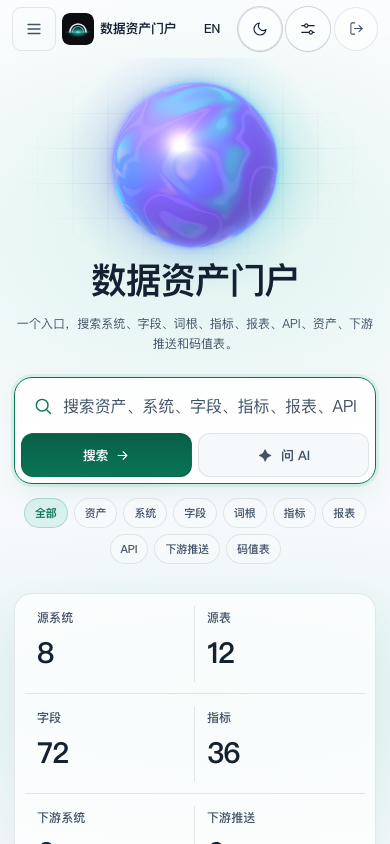 数据资产门户
EN
数据资产门户
一个入口，搜索系统、字段、词根、指标、报表、API、资产、下游
推送和码值表。
搜索资产、系统、字段、指标、报表、API
搜索 →
问 AI
全部 资产 系统 字段 词根 指标 报表
API 下游推送 码值表
源系统 源表
8 12
字段 指标
72 36
下游系统 下游推送